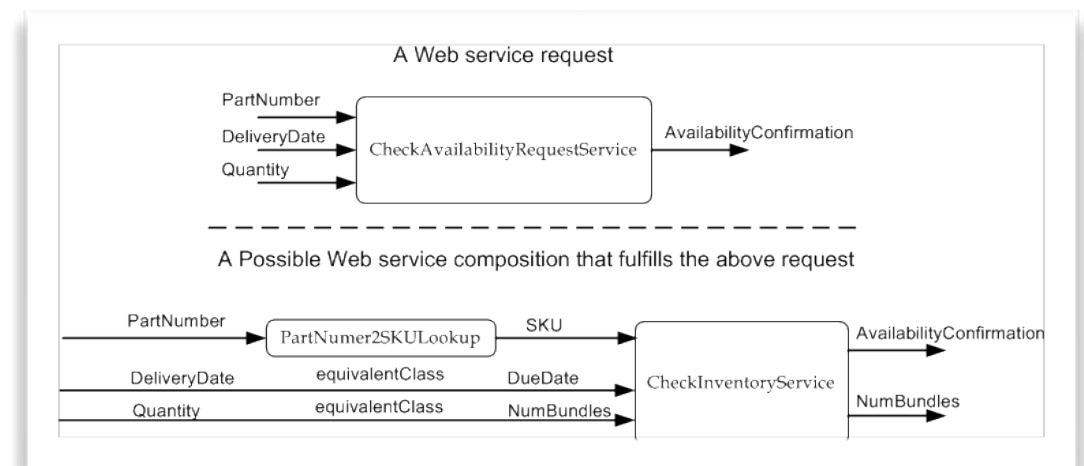 A Web service request
PartNumber
DeliveryDate
Quantity
CheckAvailabilityRequestService
AvailabilityConfirmation
A Possible Web service composition that fulfills the above request
PartNumber
PartNumer2SKULookup
SKU
AvailabilityConfirmation
DeliveryDate
equivalentClass
DueDate
CheckInventoryService
Quantity
equivalentClass
NumBundles
NumBundles